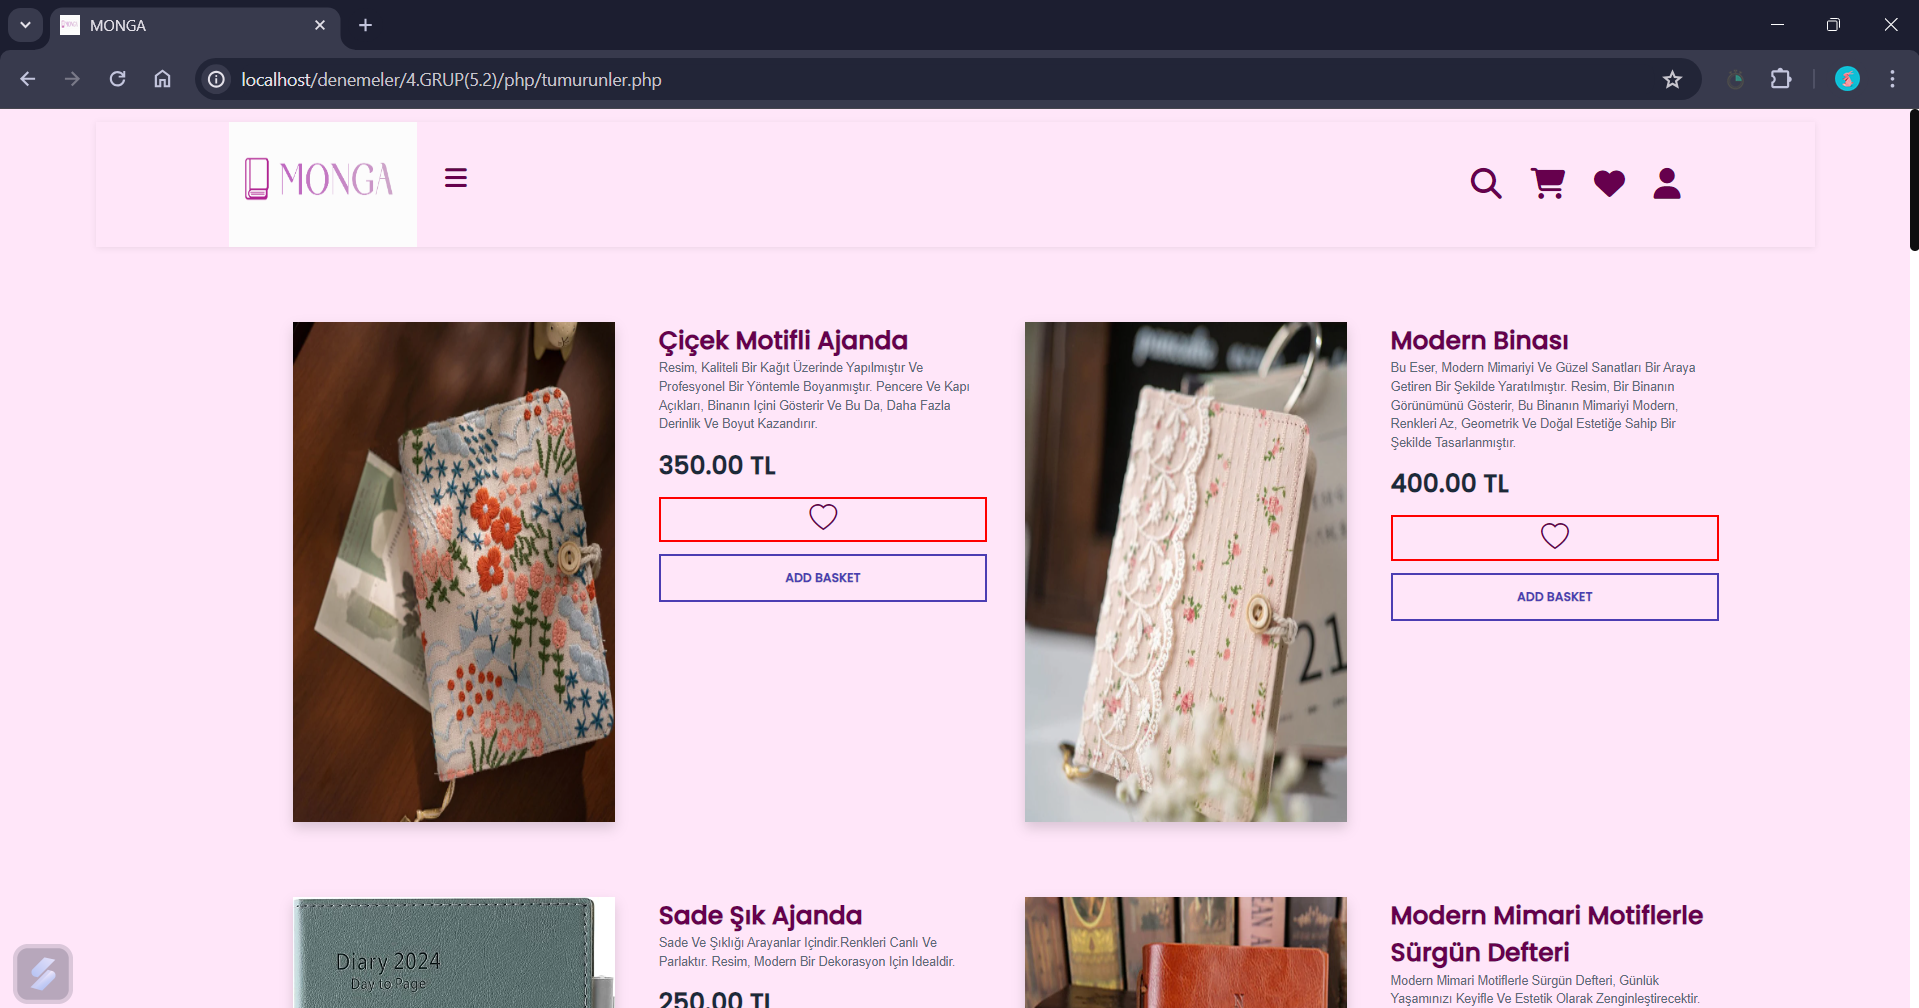 MONGA
localhost/denemeler/4.GRUP(5.2)/php/tumurunler.php
MONGA
Çiçek Motifli Ajanda
Resim, Kaliteli Bir Kağıt Üzerinde Yapılmıştır Ve
Profesyonel Bir Yöntemle Boyanmıştır. Pencere Ve Kapı
Açıkları, Binanın Içini Gösterir Ve Bu Da, Daha Fazla
Derinlik Ve Boyut Kazandırır.
350.00 TL
ADD BASKET
21
Modern Binası
Bu Eser, Modern Mimariyi Ve Güzel Sanatları Bir Araya
Getiren Bir Şekilde Yaratılmıştır. Resim, Bir Binanın
Görünümünü Gösterir, Bu Binanın Mimariyi Modern,
Renkleri Az, Geometrik Ve Doğal Estetiğe Sahip Bir
Şekilde Tasarlanmıştır.
400.00 TL
ADD BASKET
Diary 2024
Day to Page
Sade Şık Ajanda
Sade Ve Şıklığı Arayanlar Içindir.Renkleri Canlı Ve
Parlaktır. Resim, Modern Bir Dekorasyon Için Idealdir.
250.00 TL
Modern Mimari Motiflerle
Sürgün Defteri
Modern Mimari Motiflerle Sürgün Defteri, Günlük
Yaşamınızı Keyifle Ve Estetik Olarak Zenginleştirecektir.